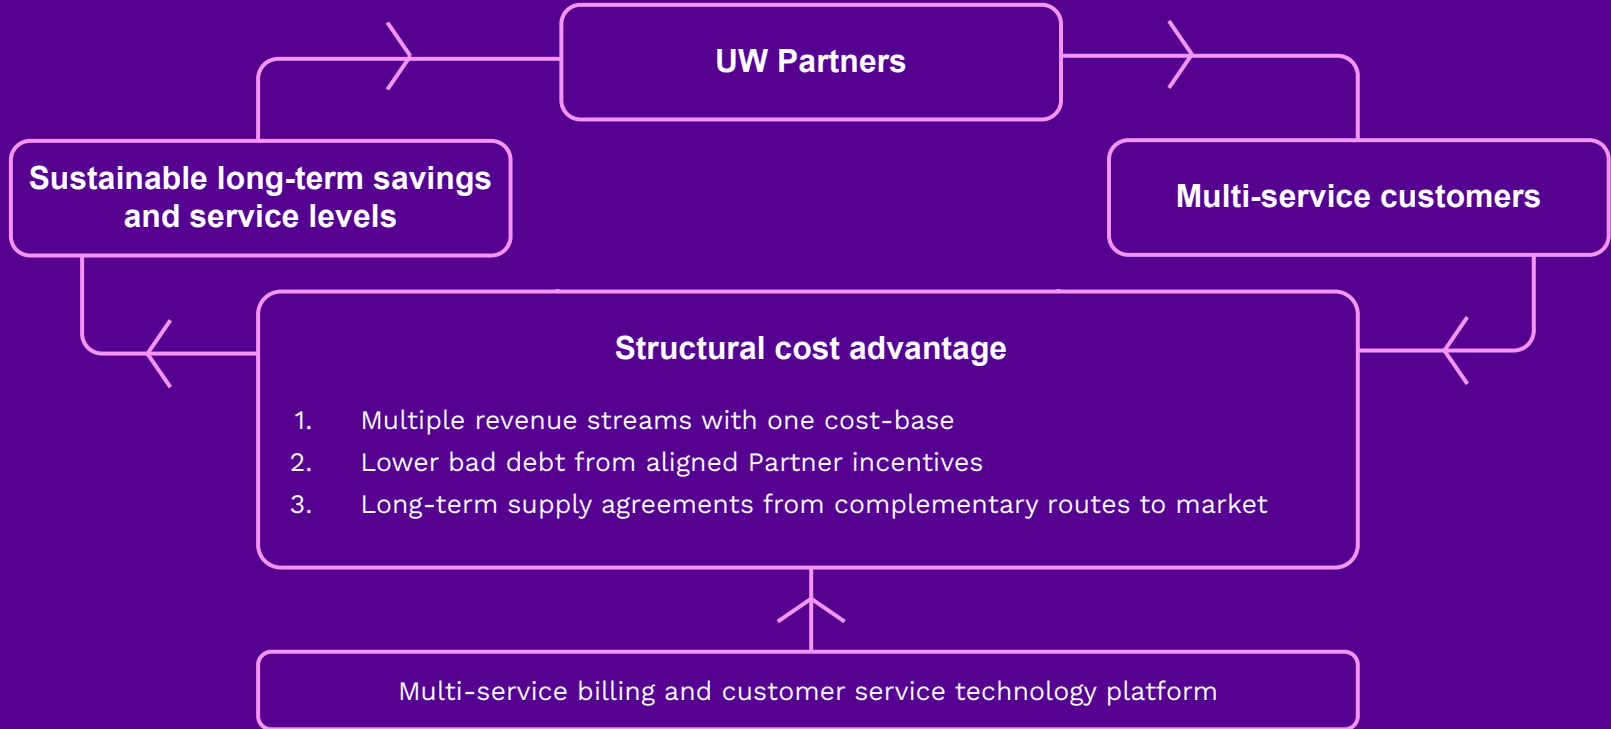 UW Partners
Sustainable long-term savings
and service levels
Multi-service customers
Structural cost advantage
1. Multiple revenue streams with one cost-base
2. Lower bad debt from aligned Partner incentives
3. Long-term supply agreements from complementary routes to market
Multi-service billing and customer service technology platform